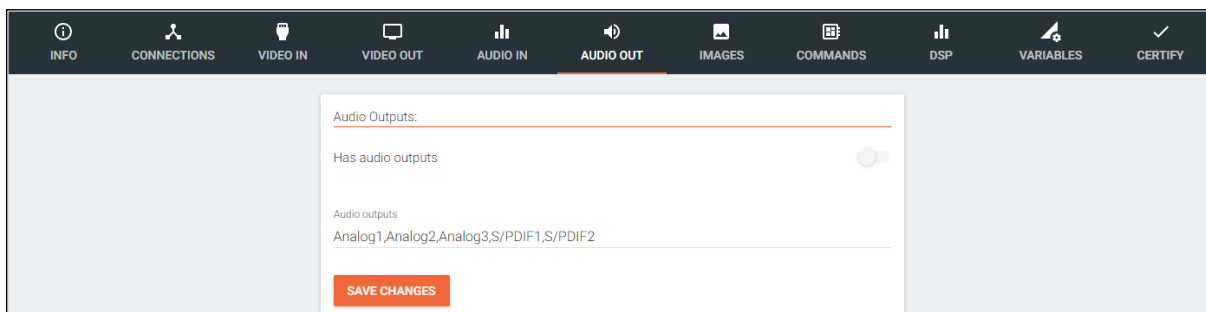 INFO CONNECTIONS VIDEO IN VIDEO OUT AUDIO IN AUDIO OUT IMAGES COMMANDS DSP VARIABLES CERTIFY
Audio Outputs:
Has audio outputs
Audio outputs
Analog1,Analog2,Analog3,S/PDIF1,S/PDIF2
SAVE CHANGES